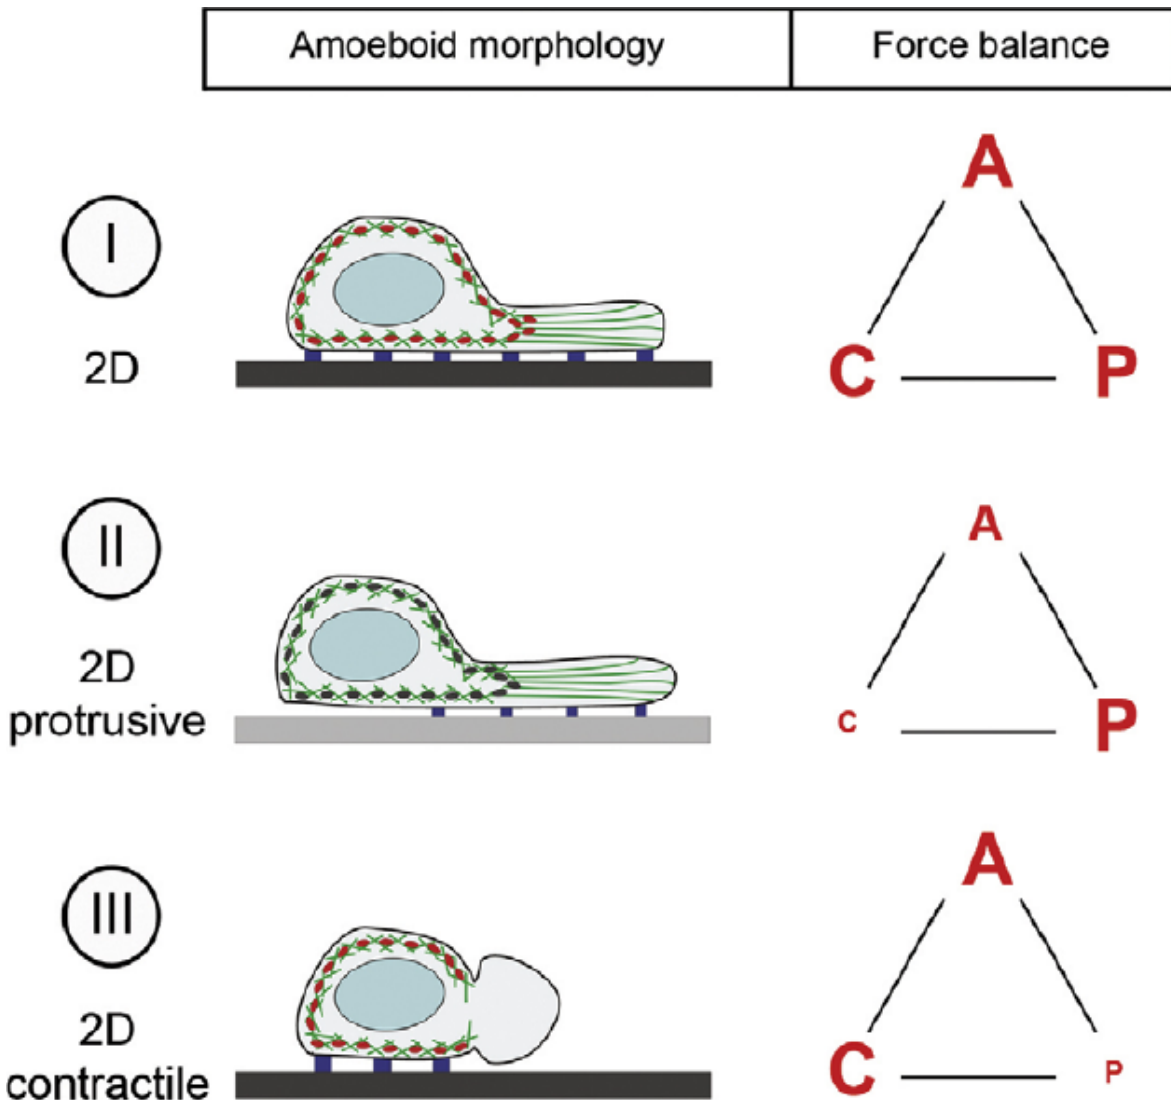 Amoeboid morphology
Force balance
I
2D
A
C
P
II
2D
protrusive
A
C
P
III
2D
contractile
A
C
P